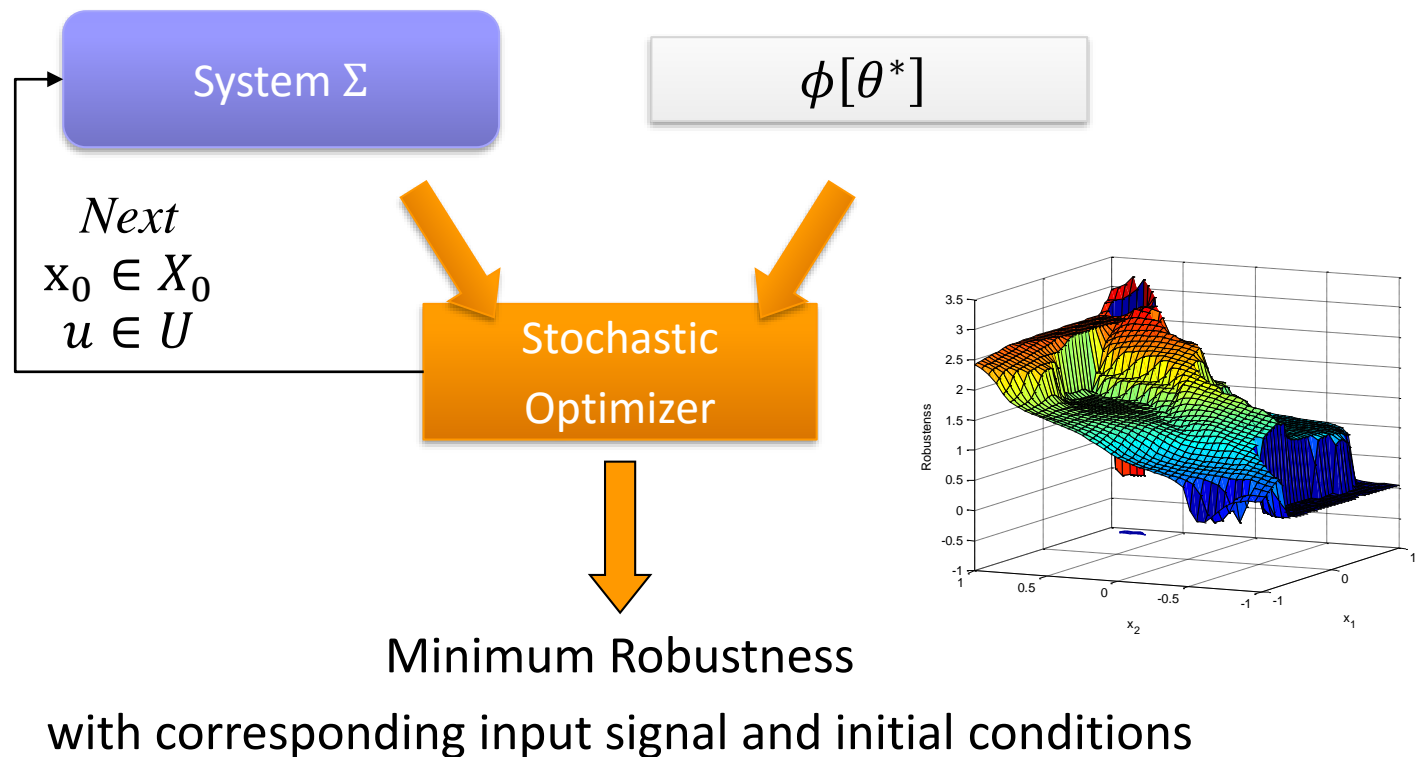 System Σ
ϕ[θ*]
Next
x₀ ∈ X₀
u ∈ U
Stochastic
Optimizer
3.5
3
2.5
2
1.5
1
0.5
0
-0.5
-1
Robustenss
1
0.5
0
-0.5
-1
x₂
-1
0
1
x₁
Minimum Robustness
with corresponding input signal and initial conditions